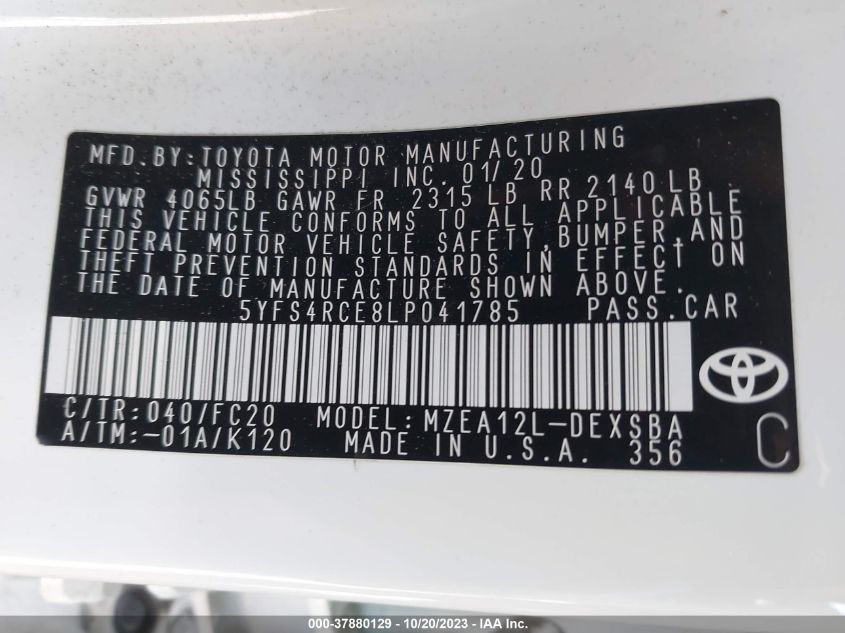 MFD.BY:TOYOTA MOTOR MANUFACTURING
MISSISSIPPI INC. 01/20
GVWR 4065LB GAWR FR 2315 LB RR 2140 LB
THIS VEHICLE CONFORMS TO ALL APPLICABLE
FEDERAL MOTOR VEHICLE SAFETY,BUMPER,AND
THEFT PREVENTION STANDARDS IN EFFECT ON
THE DATE OF MANUFACTURE SHOWN ABOVE.
5YFS4RCE8LP041785 PASS.CAR
C/TR:040/FC20 MODEL:MZEA12L-DEXSBA
A/TM:-01A/K120 MADE IN U.S.A. 356
C
000-37880129 - 10/20/2023 - IAA Inc.